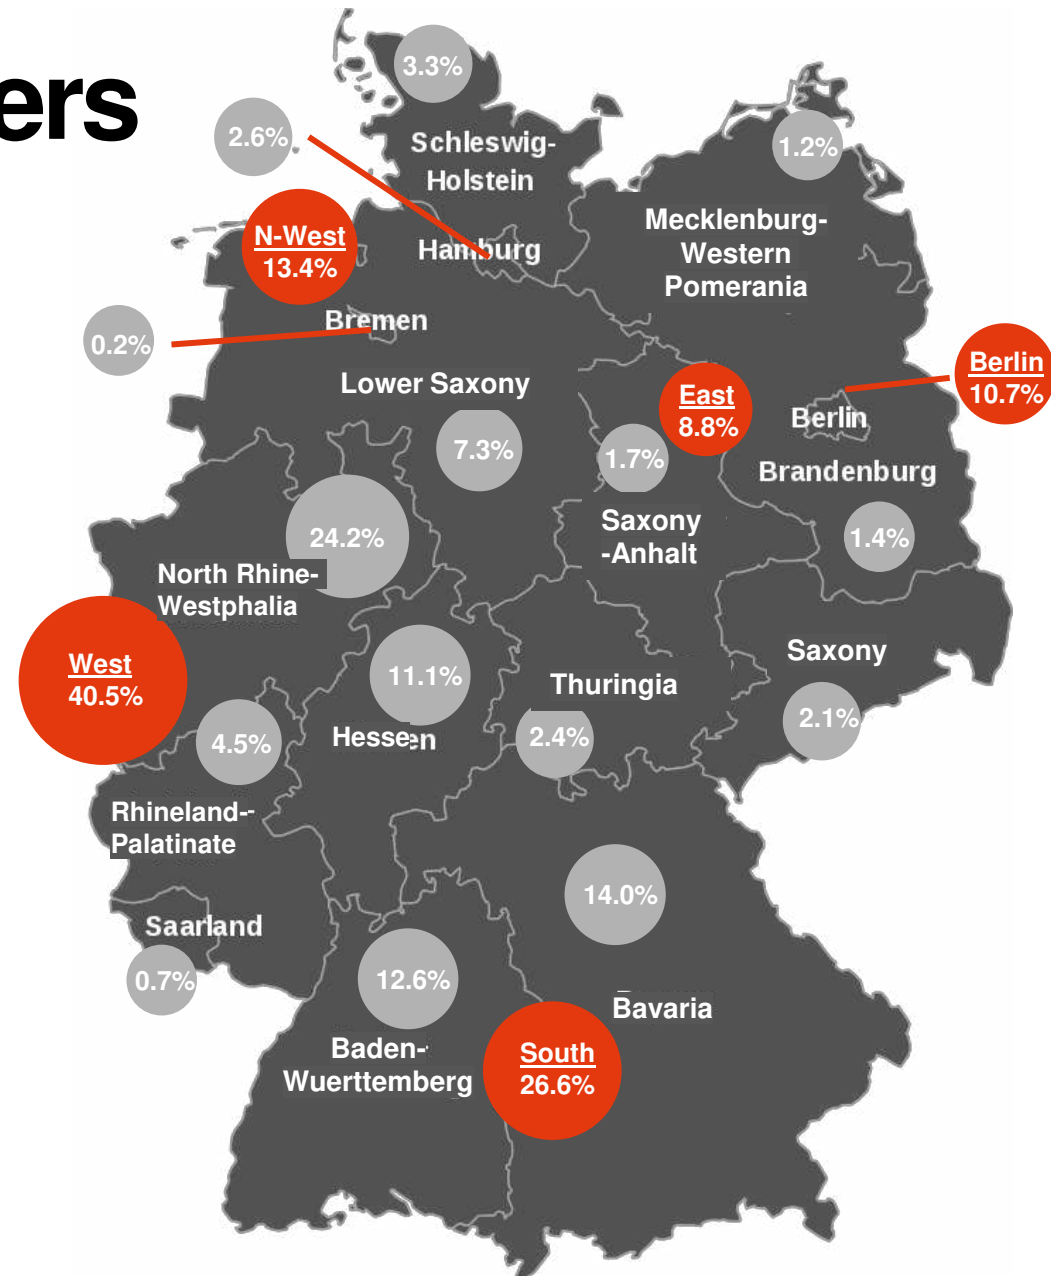 ers
3.3%
2.6%
Schleswig-
Holstein
1.2%
N-West
13.4%
Hamburg
Mecklenburg-
Western
Pomerania
0.2%
Bremen
Lower Saxony
7.3%
1.7%
East
8.8%
Berlin
10.7%
Berlin
Brandenburg
1.4%
24.2%
North Rhine-
Westphalia
Saxony
-Anhalt
West
40.5%
11.1%
Hesseen
4.5%
Thuringia
2.4%
Saxony
2.1%
Rhineland--
Palatinate
Saarland
0.7%
14.0%
12.6%
Bavaria
Baden-
Wuerttemberg
South
26.6%